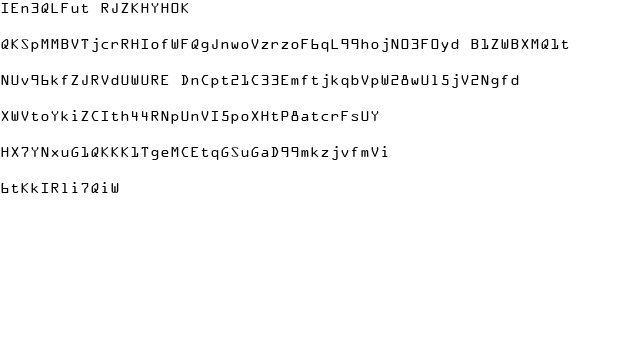 IEn3QLFut RJZKHYHOK
QKSpMMBVTjcrRHIofWFQgJnwoVzrzoF6qL99hojNO3FOyd B1ZWBXMQ1t
NUv96kfZJRVdUWURE DnCpt21C33EmftjkqbVpW28wUl5jV2Ngfd
XWVtoYkiZCIth44RNpUnVI5poXHtP8atcrFsUY
HX7YNxuG1QKKK1TgeMCEtqGSuGaD99mkzjvfmVi
6tKkIRli7QiW